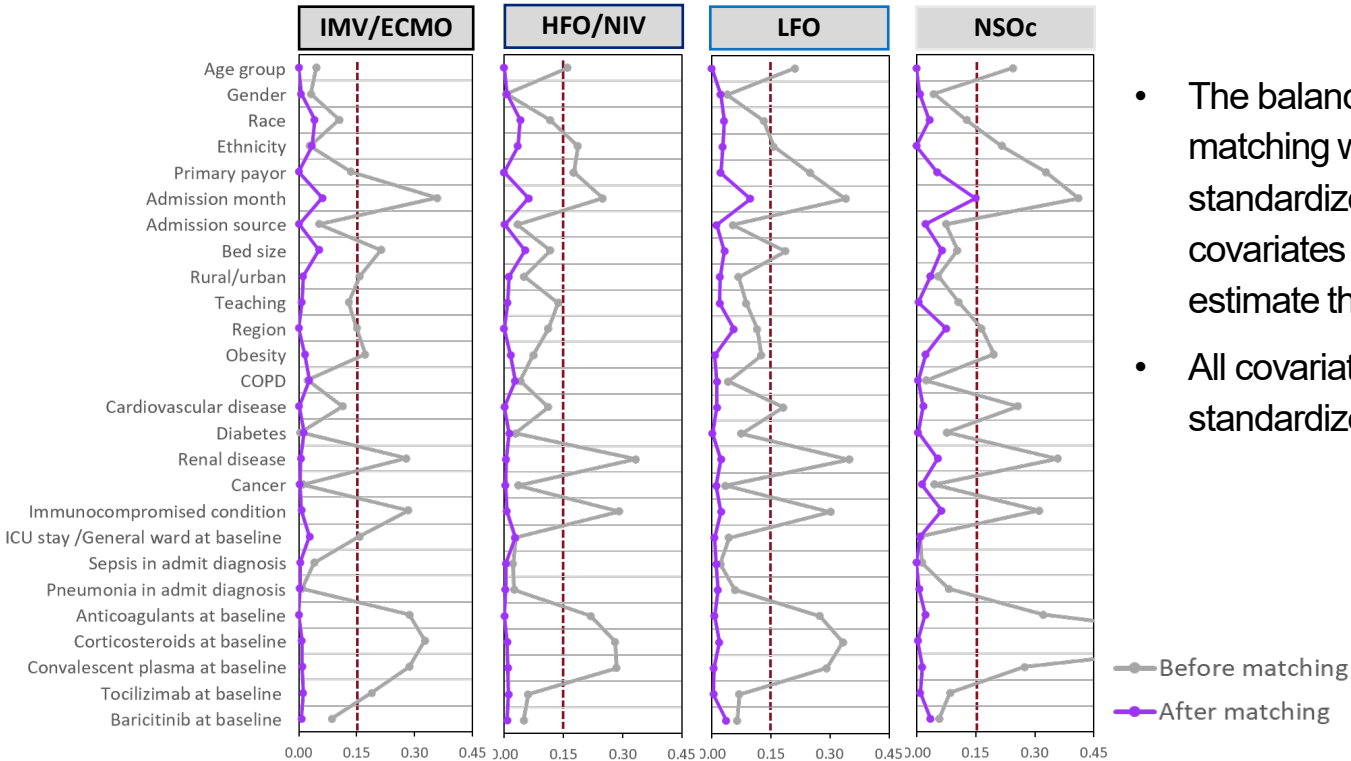 IMV/ECMO
HFO/NIV
LFO
NSOc
Age group
Gender
Race
Ethnicity
Primary payor
Admission month
Admission source
Bed size
Rural/urban
Teaching
Region
Obesity
COPD
Cardiovascular disease
Diabetes
Renal disease
Cancer
Immunocompromised condition
ICU stay /General ward at baseline
Sepsis in admit diagnosis
Pneumonia in admit diagnosis
Anticoagulants at baseline
Corticosteroids at baseline
Convalescent plasma at baseline
Tocilizimab at baseline
Baricitinib at baseline
0.00 0.15 0.30 0.45
0.00 0.15 0.30 0.45
0.00 0.15 0.30 0.45
0.00 0.15 0.30 0.45
• The balanc
matching w
standardize
covariates
estimate th
• All covariat
standardize
Before matching
After matching